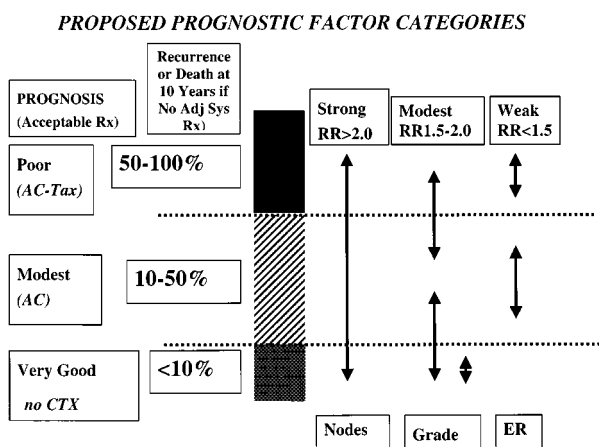 PROPOSED PROGNOSTIC FACTOR CATEGORIES
PROGNOSIS
(Acceptable Rx)
Recurrence
or Death at
10 Years if
No Adj Sys
Rx)
Strong
RR>2.0
Modest
RR1.5-2.0
Weak
RR<1.5
Poor
(AC-Tax)
50-100%
Modest
(AC)
10-50%
Very Good
no CTX
<10%
Nodes
Grade
ER